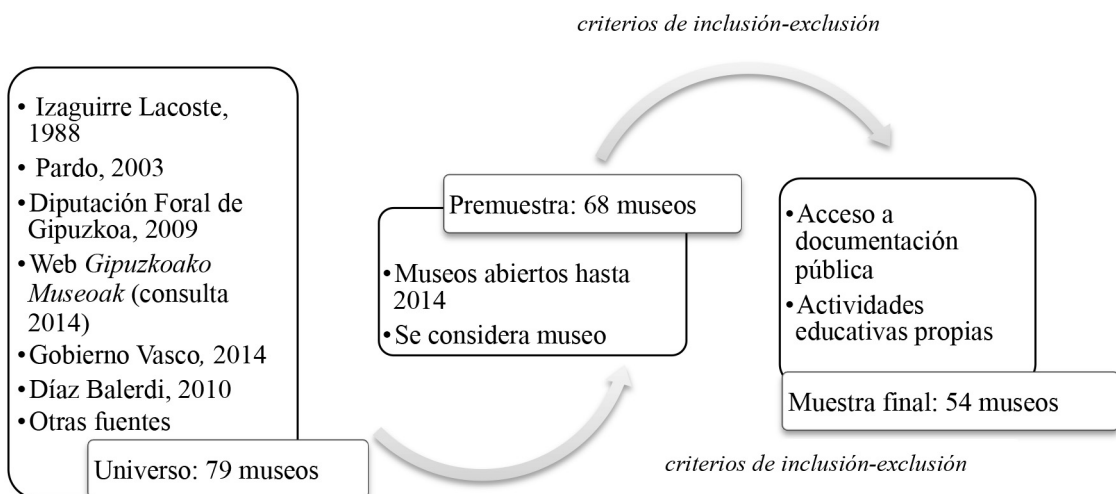 criterios de inclusión-exclusión
• Izaguirre Lacoste,
1988
• Pardo, 2003
• Diputación Foral de
Gipuzkoa, 2009
• Web Gipuzkoako
Museoak (consulta
2014)
• Gobierno Vasco, 2014
• Díaz Balerdi, 2010
• Otras fuentes
Universo: 79 museos
Premuestra: 68 museos
• Museos abiertos hasta
2014
• Se considera museo
• Acceso a
documentación
pública
• Actividades
educativas propias
Muestra final: 54 museos
criterios de inclusión-exclusión